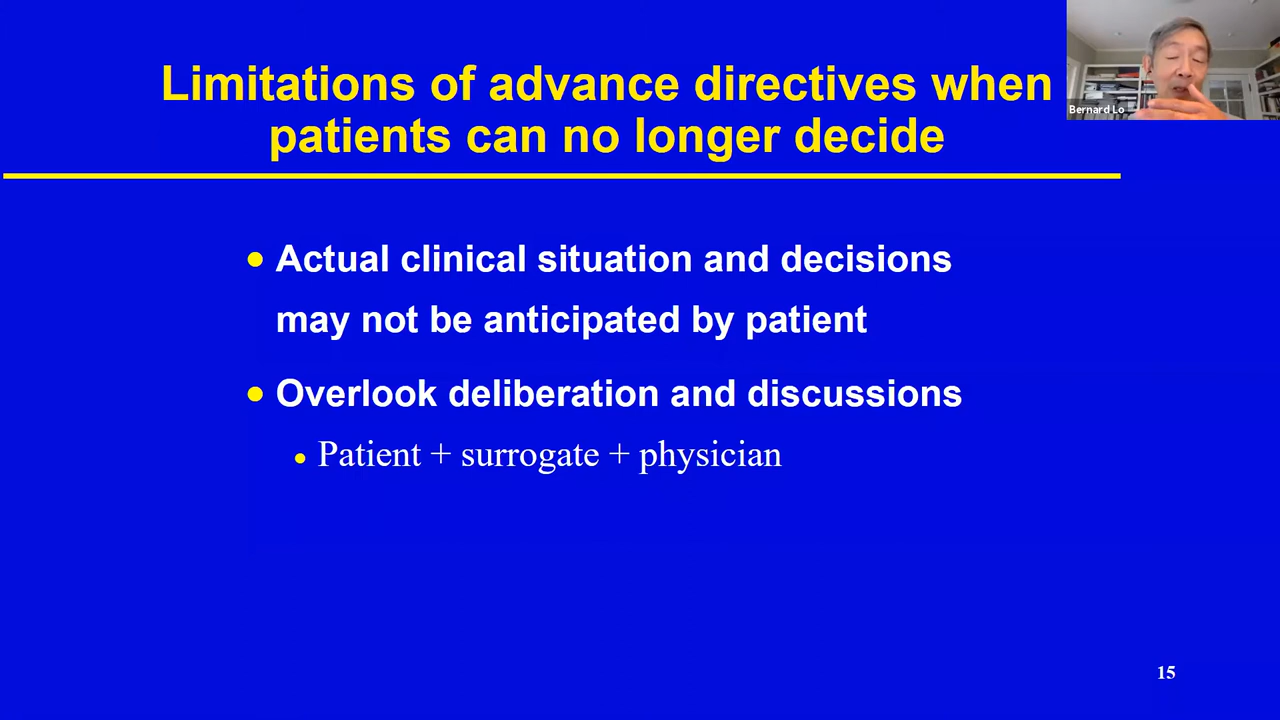 Limitations of advance directives when
patients can no longer decide
Bernard Lo
• Actual clinical situation and decisions
may not be anticipated by patient
• Overlook deliberation and discussions
• Patient + surrogate + physician
15